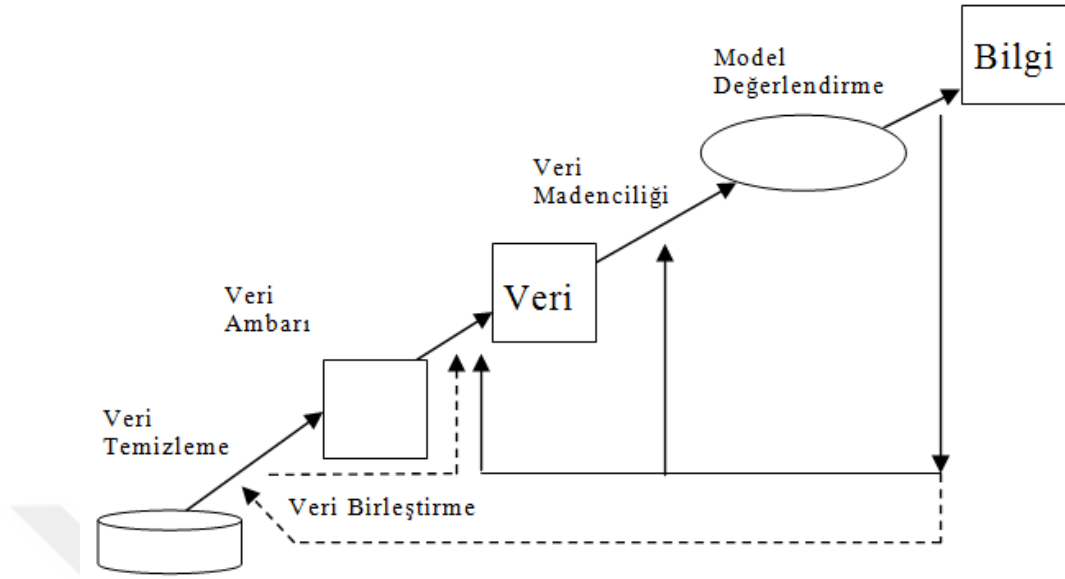 Bilgi
Model
Değerlendirme
Veri
Madenciliği
Veri
Veri
Ambarı
Veri
Temizleme
Veri Birleştirme